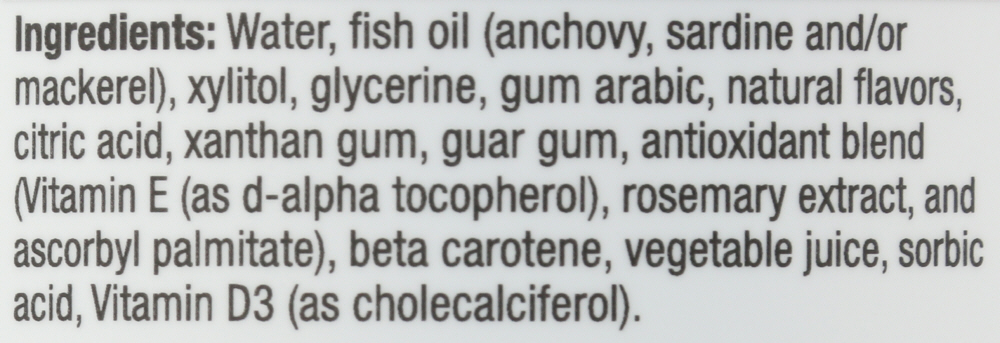 Ingredients: Water, fish oil (anchovy, sardine and/or
mackerel), xylitol, glycerine, gum arabic, natural flavors,
citric acid, xanthan gum, guar gum, antioxidant blend
(Vitamin E (as d-alpha tocopherol), rosemary extract, and
ascorbyl palmitate), beta carotene, vegetable juice, sorbic
acid, Vitamin D3 (as cholecalciferol).